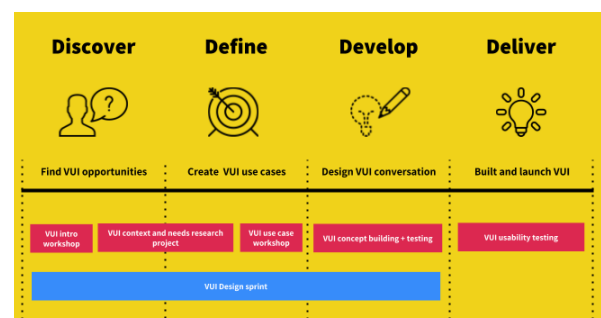 Discover
Define
Develop
Deliver
?
Find VUI opportunities
Create VUI use cases
Design VUI conversation
Built and launch VUI
VUI intro
workshop
VUI context and needs research
project
VUI use case
workshop
VUI concept building + testing
VUI usability testing
VUI Design sprint